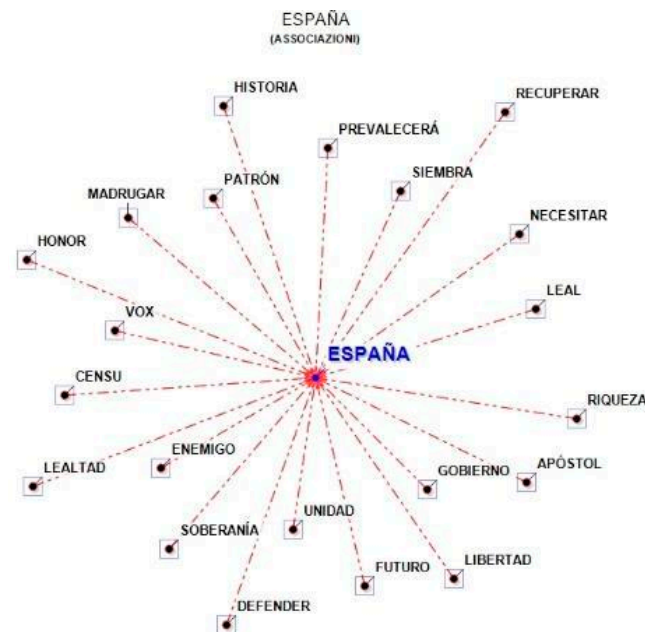 ESPAÑA
(ASSOCIAZIONI)
HISTORIA
RECUPERAR
PREVALECERÁ
SIEMBRA
PATRÓN
MADRUGAR
NECESITAR
HONOR
LEAL
VOX
ESPAÑA
CENSU
RIQUEZA
ENEMIGO
APÓSTOL
LEALTAD
GOBIERNO
UNIDAD
SOBERANÍA
LIBERTAD
FUTURO
DEFENDER